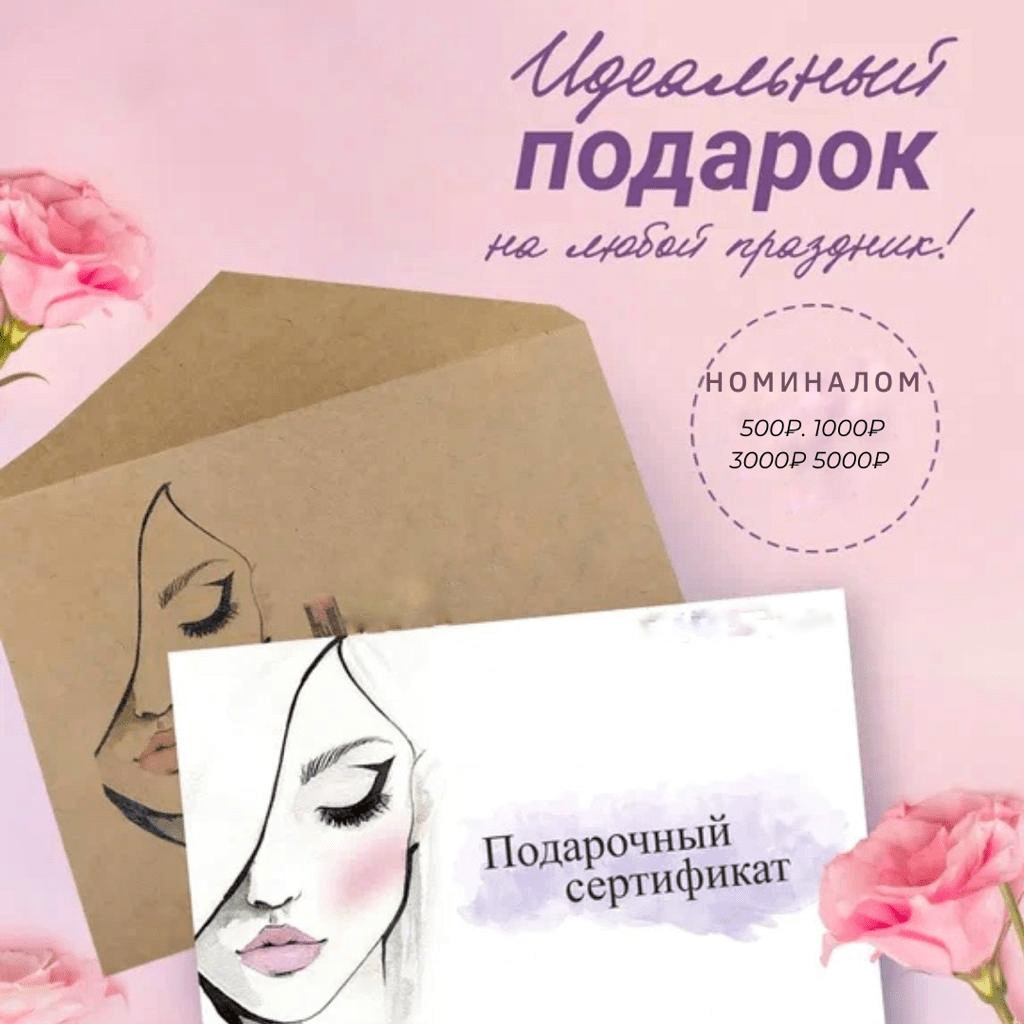 Идеальный
подарок
на любой праздник!
НОМИНАЛОМ
500₽. 1000₽
3000₽ 5000₽
Подарочный
сертификат